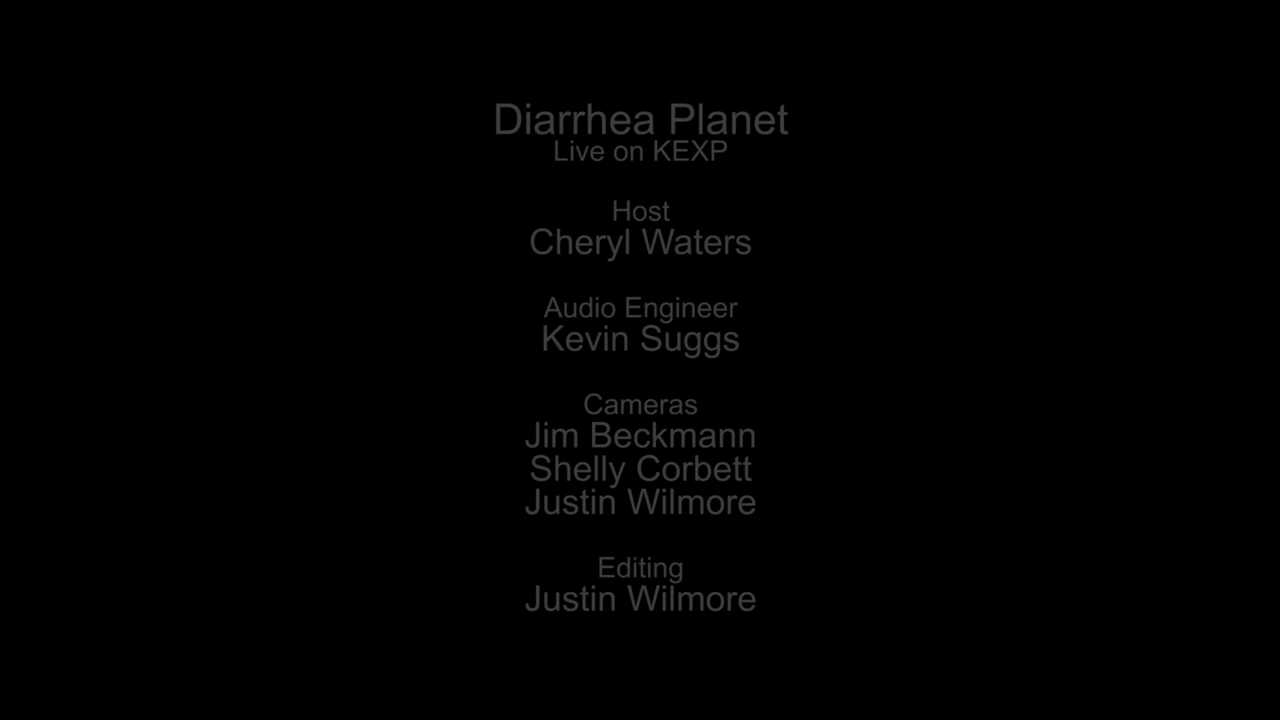 Diarrhea Planet
Live on KEXP
Host
Cheryl Waters
Audio Engineer
Kevin Suggs
Cameras
Jim Beckmann
Shelly Corbett
Justin Wilmore
Editing
Justin Wilmore